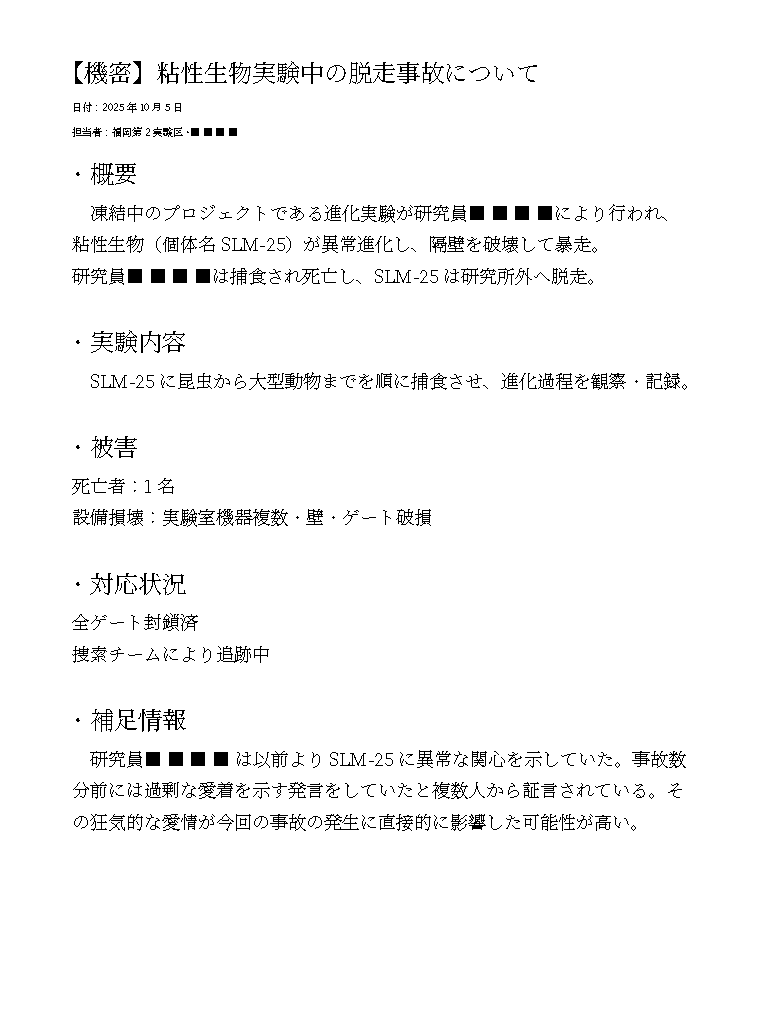 【機密】粘性生物実験中の脱走事故について
日付：2025年10月5日
担当者：福岡第2実験区・■■■■
・概要
凍結中のプロジェクトである進化実験が研究員■■■■により行われ、
粘性生物（個体名SLM-25）が異常進化し、隔壁を破壊して暴走。
研究員■■■■は捕食され死亡し、SLM-25は研究所外へ脱走。
・実験内容
SLM-25に昆虫から大型動物までを順に捕食させ、進化過程を観察・記録。
・被害
死亡者：1名
設備損壊：実験室機器複数・壁・ゲート破損
・対応状況
全ゲート封鎖済
捜索チームにより追跡中
・補足情報
研究員■■■■は以前よりSLM-25に異常な関心を示していた。事故数
分前には過剰な愛着を示す発言をしていたと複数人から証言されている。そ
の狂気的な愛情が今回の事故の発生に直接的に影響した可能性が高い。